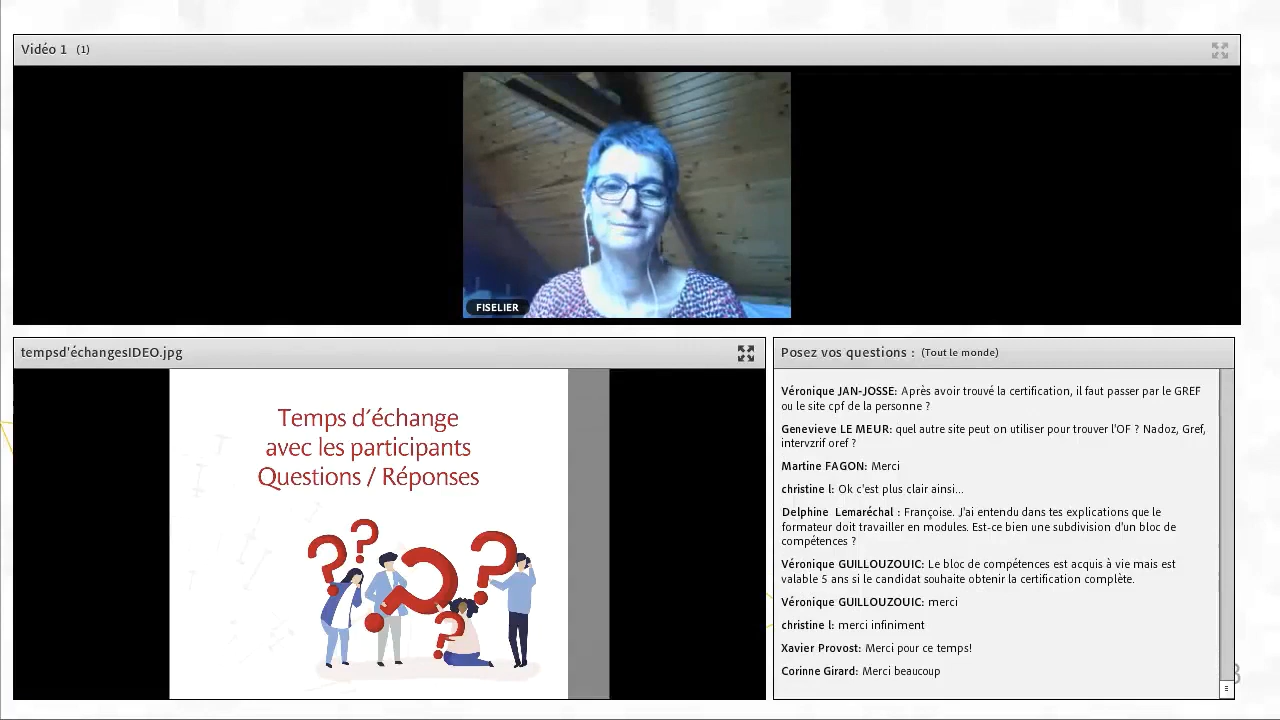 Vidéo 1 (1)
FISELIER
tempsd'échangesIDEO.jpg
Temps d´échange
avec les participants
Questions / Réponses
Posez vos questions : (Tout le monde)
Véronique JAN-JOSSE: Après avoir trouvé la certification, il faut passer par le GREF
ou le site cpf de la personne ?
Genevieve LE MEUR: quel autre site peut on utiliser pour trouver l'OF ? Nadoz, Gref,
intervzrif oref ?
Martine FAGON: Merci
christine l: Ok c'est plus clair ainsi...
Delphine Lemaréchal : Françoise. J'ai entendu dans tes explications que le
formateur doit travailler en modules. Est-ce bien une subdivision d'un bloc de
compétences ?
Véronique GUILLOUZOUIC: Le bloc de compétences est acquis à vie mais est
valable 5 ans si le candidat souhaite obtenir la certification complète.
Véronique GUILLOUZOUIC: merci
christine l: merci infiniment
Xavier Provost: Merci pour ce temps!
Corinne Girard: Merci beaucoup